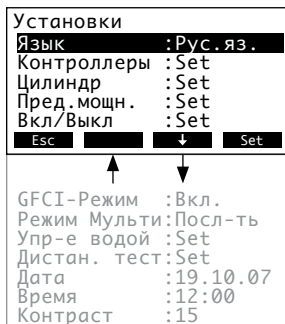 Установки
Язык :Рус.яз.
Контроллеры :Set
Цилиндр :Set
Пред.мощн. :Set
Вкл/Выкл :Set
Esc ↓ Set
GFCI-Режим :Вкл.
Режим Мульти:Посл-ть
Упр-е водой :Set
Дистан. тест:Set
Дата :19.10.07
Время :12:00
Контраст :15